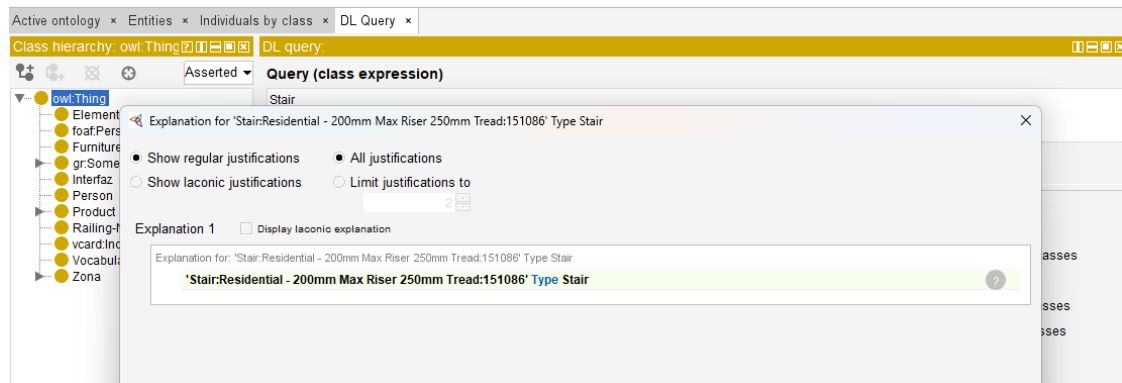 Active ontology × Entities × Individuals by class × DL Query ×
Class hierarchy: owl:Thing
DL query:
Asserted
Query (class expression)
owl:Thing
Stair
Element
foaf:Pers
Furniture
gr:Some
Interfaz
Person
Product
Railing-
vcard:Ind
Vocabula
Zona
Explanation for 'Stair:Residential - 200mm Max Riser 250mm Tread:151086' Type Stair
Show regular justifications
All justifications
Show laconic justifications
Limit justifications to
2
Explanation 1
Display laconic explanation
Explanation for: 'Stair:Residential - 200mm Max Riser 250mm Tread:151086' Type Stair
'Stair:Residential - 200mm Max Riser 250mm Tread:151086' Type Stair
?
asses
sses
sses